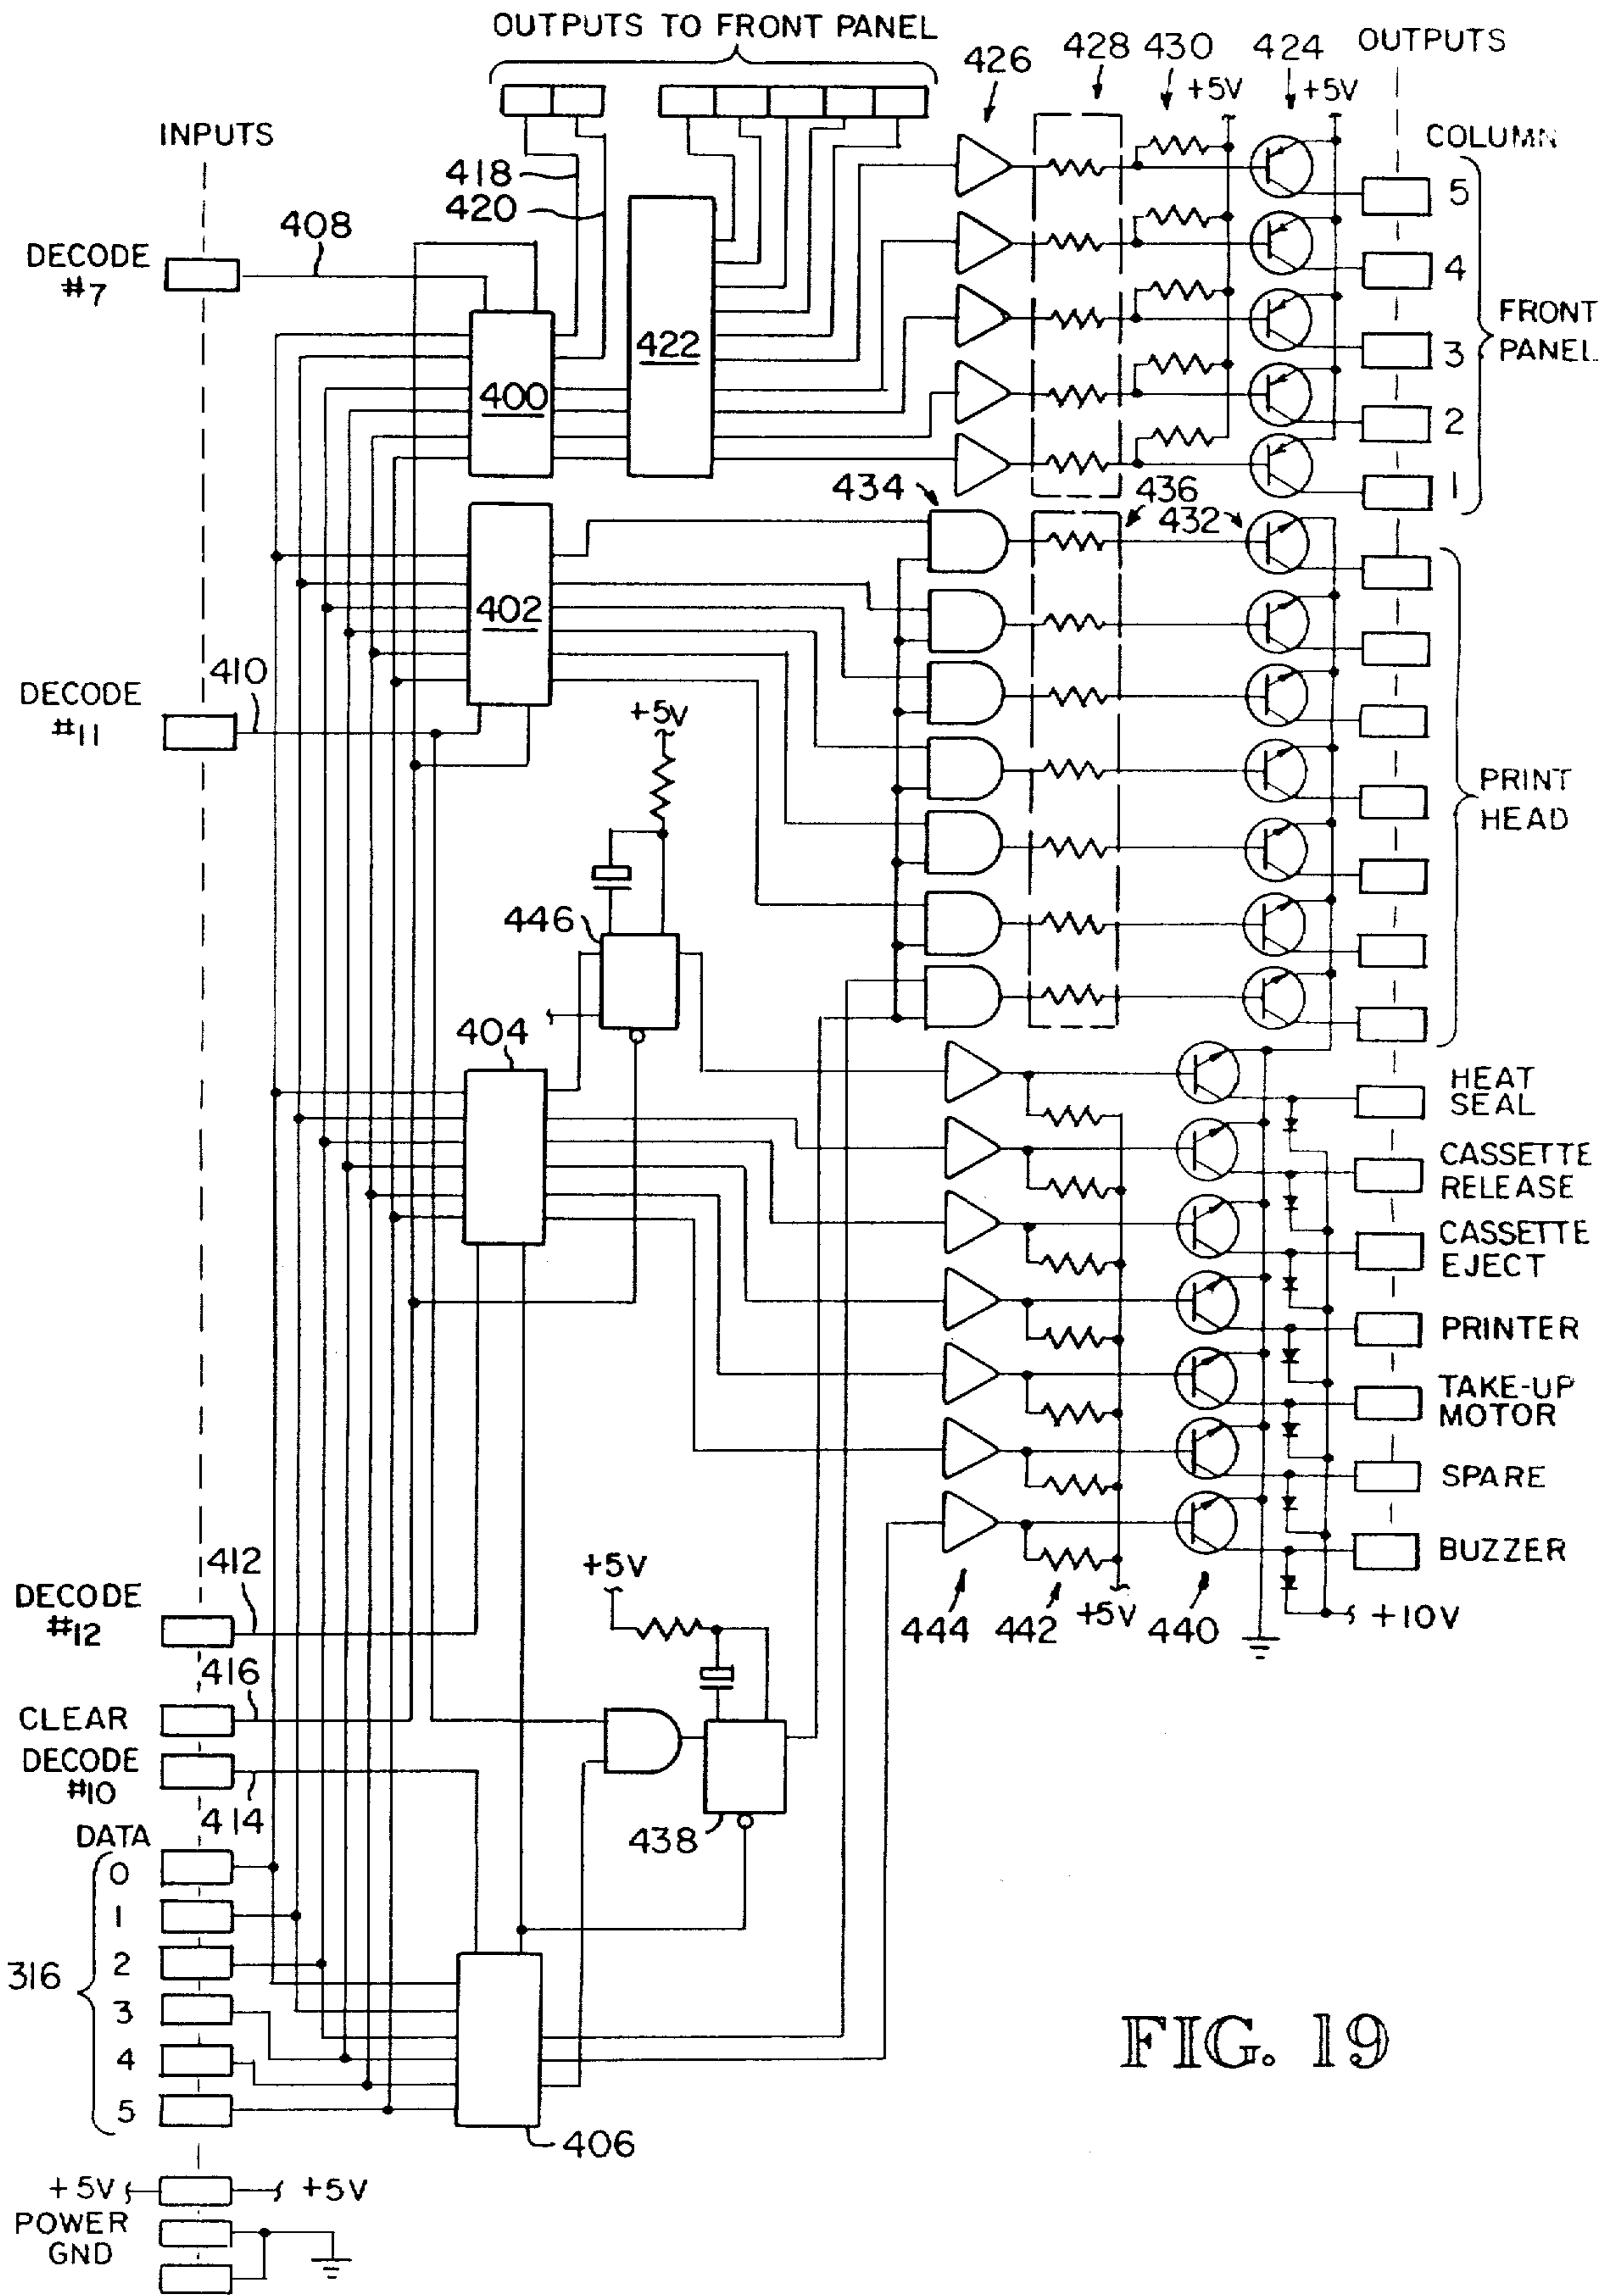 OUTPUTS TO FRONT PANEL
426
428
430
424
OUTPUTS
+5V
+5V
INPUTS
COLUMN
418
420
408
DECODE
#7
400
422
5
4
3
2
1
FRONT
PANEL
434
436
432
402
DECODE
#11
410
+5V
PRINT
HEAD
446
404
HEAT
SEAL
CASSETTE
RELEASE
CASSETTE
EJECT
PRINTER
TAKE-UP
MOTOR
SPARE
BUZZER
DECODE
#12
412
+5V
444
442
+5V
440
+10V
416
CLEAR
DECODE
#10
414
438
DATA
316
0
1
2
3
4
5
406
+5V
+5V
POWER
GND
FIG. 19